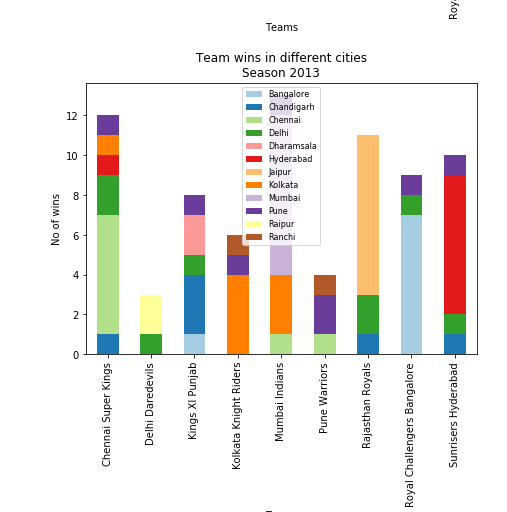 Roya
Teams
Team wins in different cities
Season 2013
No of wins
12
10
8
6
4
2
0
Bangalore
Chandigarh
Chennai
Delhi
Dharamsala
Hyderabad
Jaipur
Kolkata
Mumbai
Pune
Raipur
Ranchi
Chennai Super Kings
Delhi Daredevils
Kings XI Punjab
Kolkata Knight Riders
Mumbai Indians
Pune Warriors
Rajasthan Royals
Royal Challengers Bangalore
Sunrisers Hyderabad